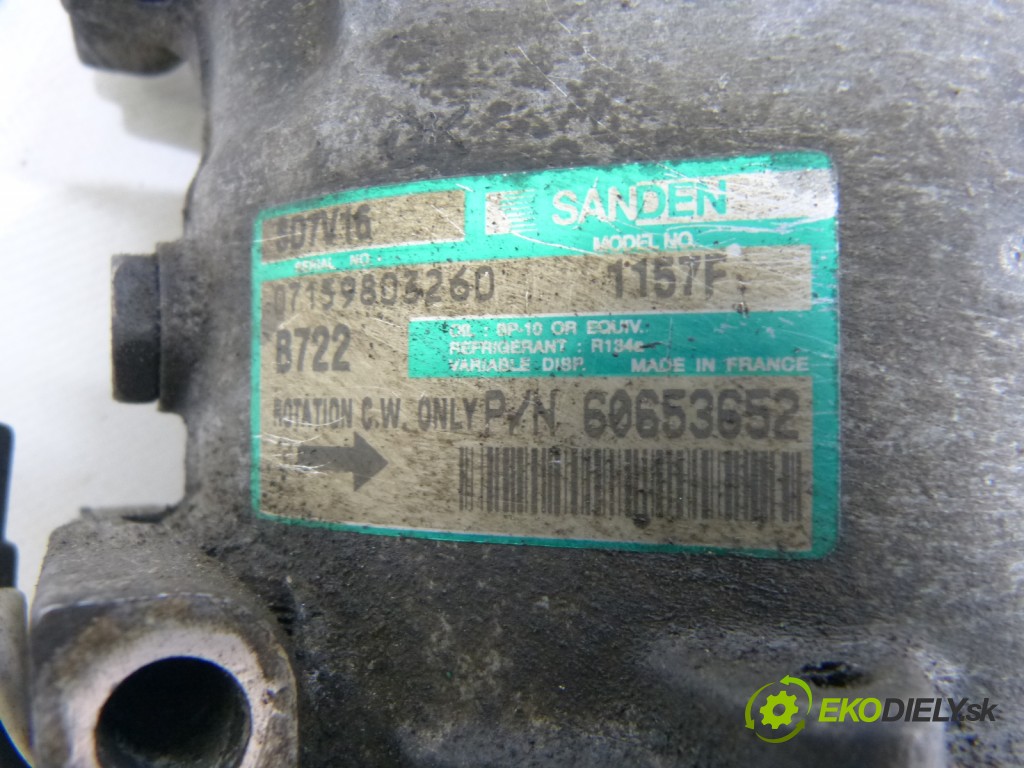 SD7V16
SANDEN
SERIAL NO.
MODEL NO.
07159803260
1157F
B722
OIL : SP-10 OR EQUIV.
REFRIGERANT : R134a
VARIABLE DISP. MADE IN FRANCE
ROTATION C.W. ONLY P/N 60653652
EKODIELY.sk